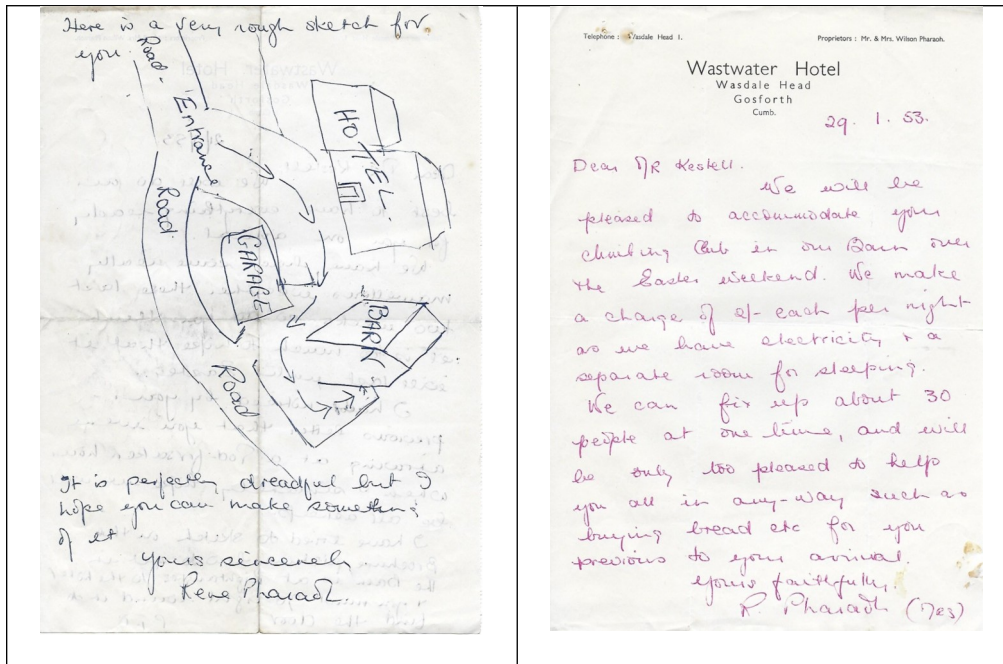 Here is a very rough sketch for
you.
Road.
Entrance.
HOTEL.
Road.
GARAGE
BARN
Road
It is perfectly dreadful but I
hope you can make something
of it
Yours sincerely
Rene Pharaoh.
Telephone : Wasdale Head 1.
Proprietors : Mr. & Mrs. Wilson Pharaoh.
Wastwater Hotel
Wasdale Head
Gosforth
Cumb.
29. 1. 53.
Dear Mr Kestell.
We will be
pleased to accommodate your
climbing Club in our Barn over
the Easter weekend. We make
a charge of each per night
as we have electricity & a
separate room for sleeping.
We can fix up about 30
people at one time, and will
be only too pleased to help
you all in any-way such as
buying bread etc for you
previous to your arrival.
Yours faithfully.
R. Pharaoh (Mrs)